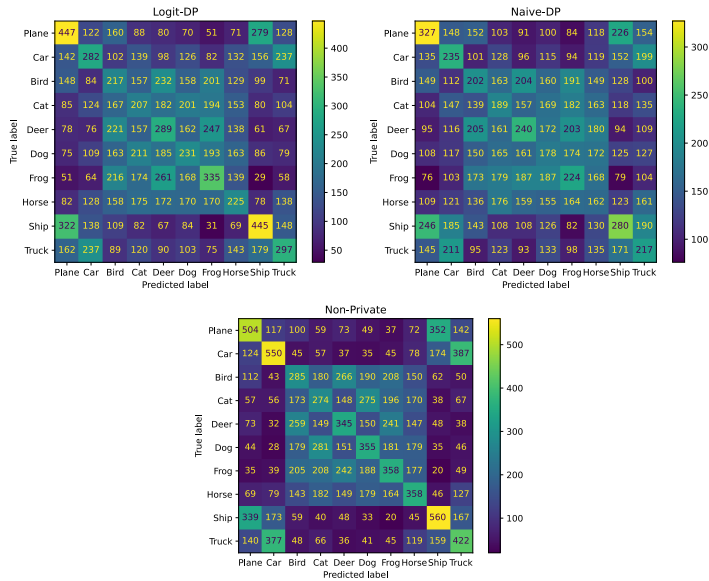 Logit-DP
True label
Plane 447 122 160 88 80 70 51 71 279 128
Car 142 282 102 139 98 126 82 132 156 237
Bird 148 84 217 157 232 158 201 129 99 71
Cat 85 124 167 207 182 201 194 153 80 104
Deer 78 76 221 157 289 162 247 138 61 67
Dog 75 109 163 211 185 231 193 163 86 79
Frog 51 64 216 174 261 168 335 139 29 58
Horse 82 128 158 175 172 170 170 225 78 138
Ship 322 138 109 82 67 84 31 69 445 148
Truck 162 237 89 120 90 103 75 143 179 297
Plane Car Bird Cat Deer Dog Frog Horse Ship Truck
Predicted label
400
350
300
250
200
150
100
50
Naive-DP
True label
Plane 327 148 152 103 91 100 84 118 226 154
Car 135 235 101 128 96 115 94 119 152 199
Bird 149 112 202 163 204 160 191 149 128 100
Cat 104 147 139 189 157 169 182 163 118 135
Deer 95 116 205 161 240 172 203 180 94 109
Dog 108 117 150 165 161 178 174 172 125 127
Frog 76 103 173 179 187 187 224 168 79 104
Horse 109 121 136 176 159 164 162 162 123 161
Ship 246 185 143 108 108 126 82 130 280 190
Truck 145 211 95 123 93 133 98 135 171 217
Plane Car Bird Cat Deer Dog Frog Horse Ship Truck
Predicted label
300
250
200
150
100
Non-Private
True label
Plane 504 117 100 59 73 49 37 72 352 142
Car 124 550 45 57 37 35 45 78 174 387
Bird 112 43 285 180 266 190 208 150 62 50
Cat 57 56 173 274 148 275 196 170 38 67
Deer 73 32 259 149 345 150 241 147 48 38
Dog 44 28 179 281 151 355 181 179 35 46
Frog 35 39 205 208 242 188 358 177 20 49
Horse 69 79 143 182 149 179 164 358 46 127
Ship 339 173 59 40 48 33 20 45 560 167
Truck 140 377 48 66 36 41 45 119 159 422
Plane Car Bird Cat Deer Dog Frog Horse Ship Truck
Predicted label
500
400
300
200
100